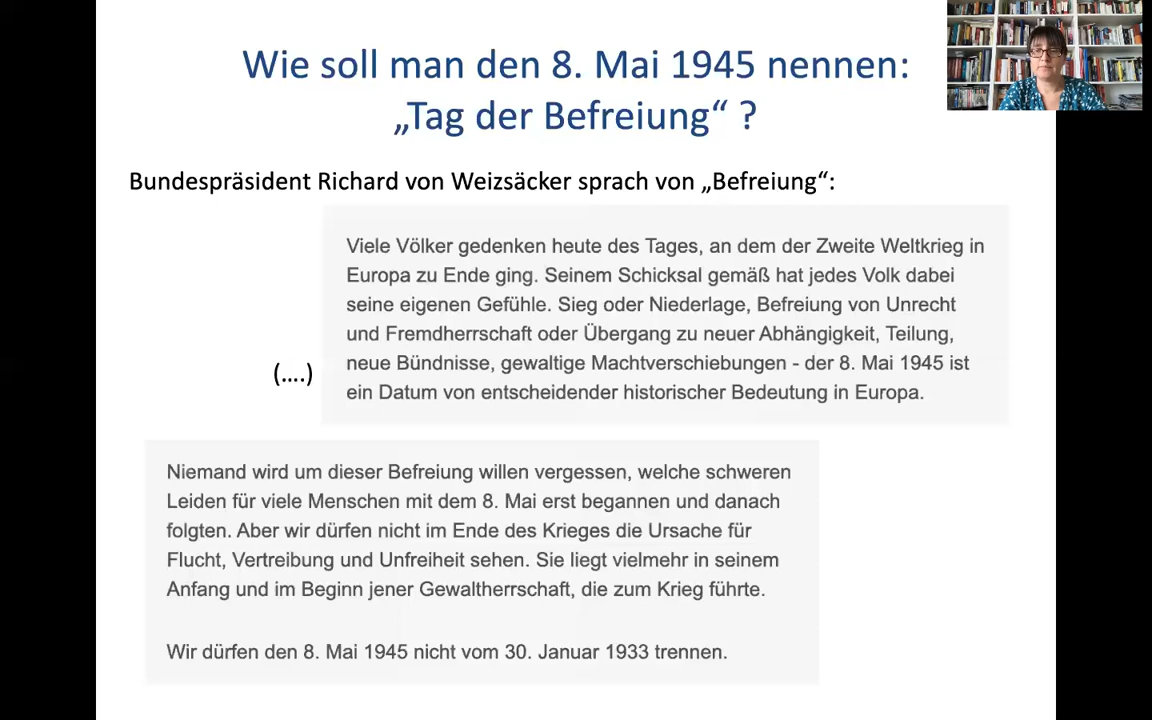 Wie soll man den 8. Mai 1945 nennen:
„Tag der Befreiung“ ?
Bundespräsident Richard von Weizsäcker sprach von „Befreiung“:
Viele Völker gedenken heute des Tages, an dem der Zweite Weltkrieg in
Europa zu Ende ging. Seinem Schicksal gemäß hat jedes Volk dabei
seine eigenen Gefühle. Sieg oder Niederlage, Befreiung von Unrecht
und Fremdherrschaft oder Übergang zu neuer Abhängigkeit, Teilung,
neue Bündnisse, gewaltige Machtverschiebungen - der 8. Mai 1945 ist
ein Datum von entscheidender historischer Bedeutung in Europa.
(....)
Niemand wird um dieser Befreiung willen vergessen, welche schweren
Leiden für viele Menschen mit dem 8. Mai erst begannen und danach
folgten. Aber wir dürfen nicht im Ende des Krieges die Ursache für
Flucht, Vertreibung und Unfreiheit sehen. Sie liegt vielmehr in seinem
Anfang und im Beginn jener Gewaltherrschaft, die zum Krieg führte.
Wir dürfen den 8. Mai 1945 nicht vom 30. Januar 1933 trennen.